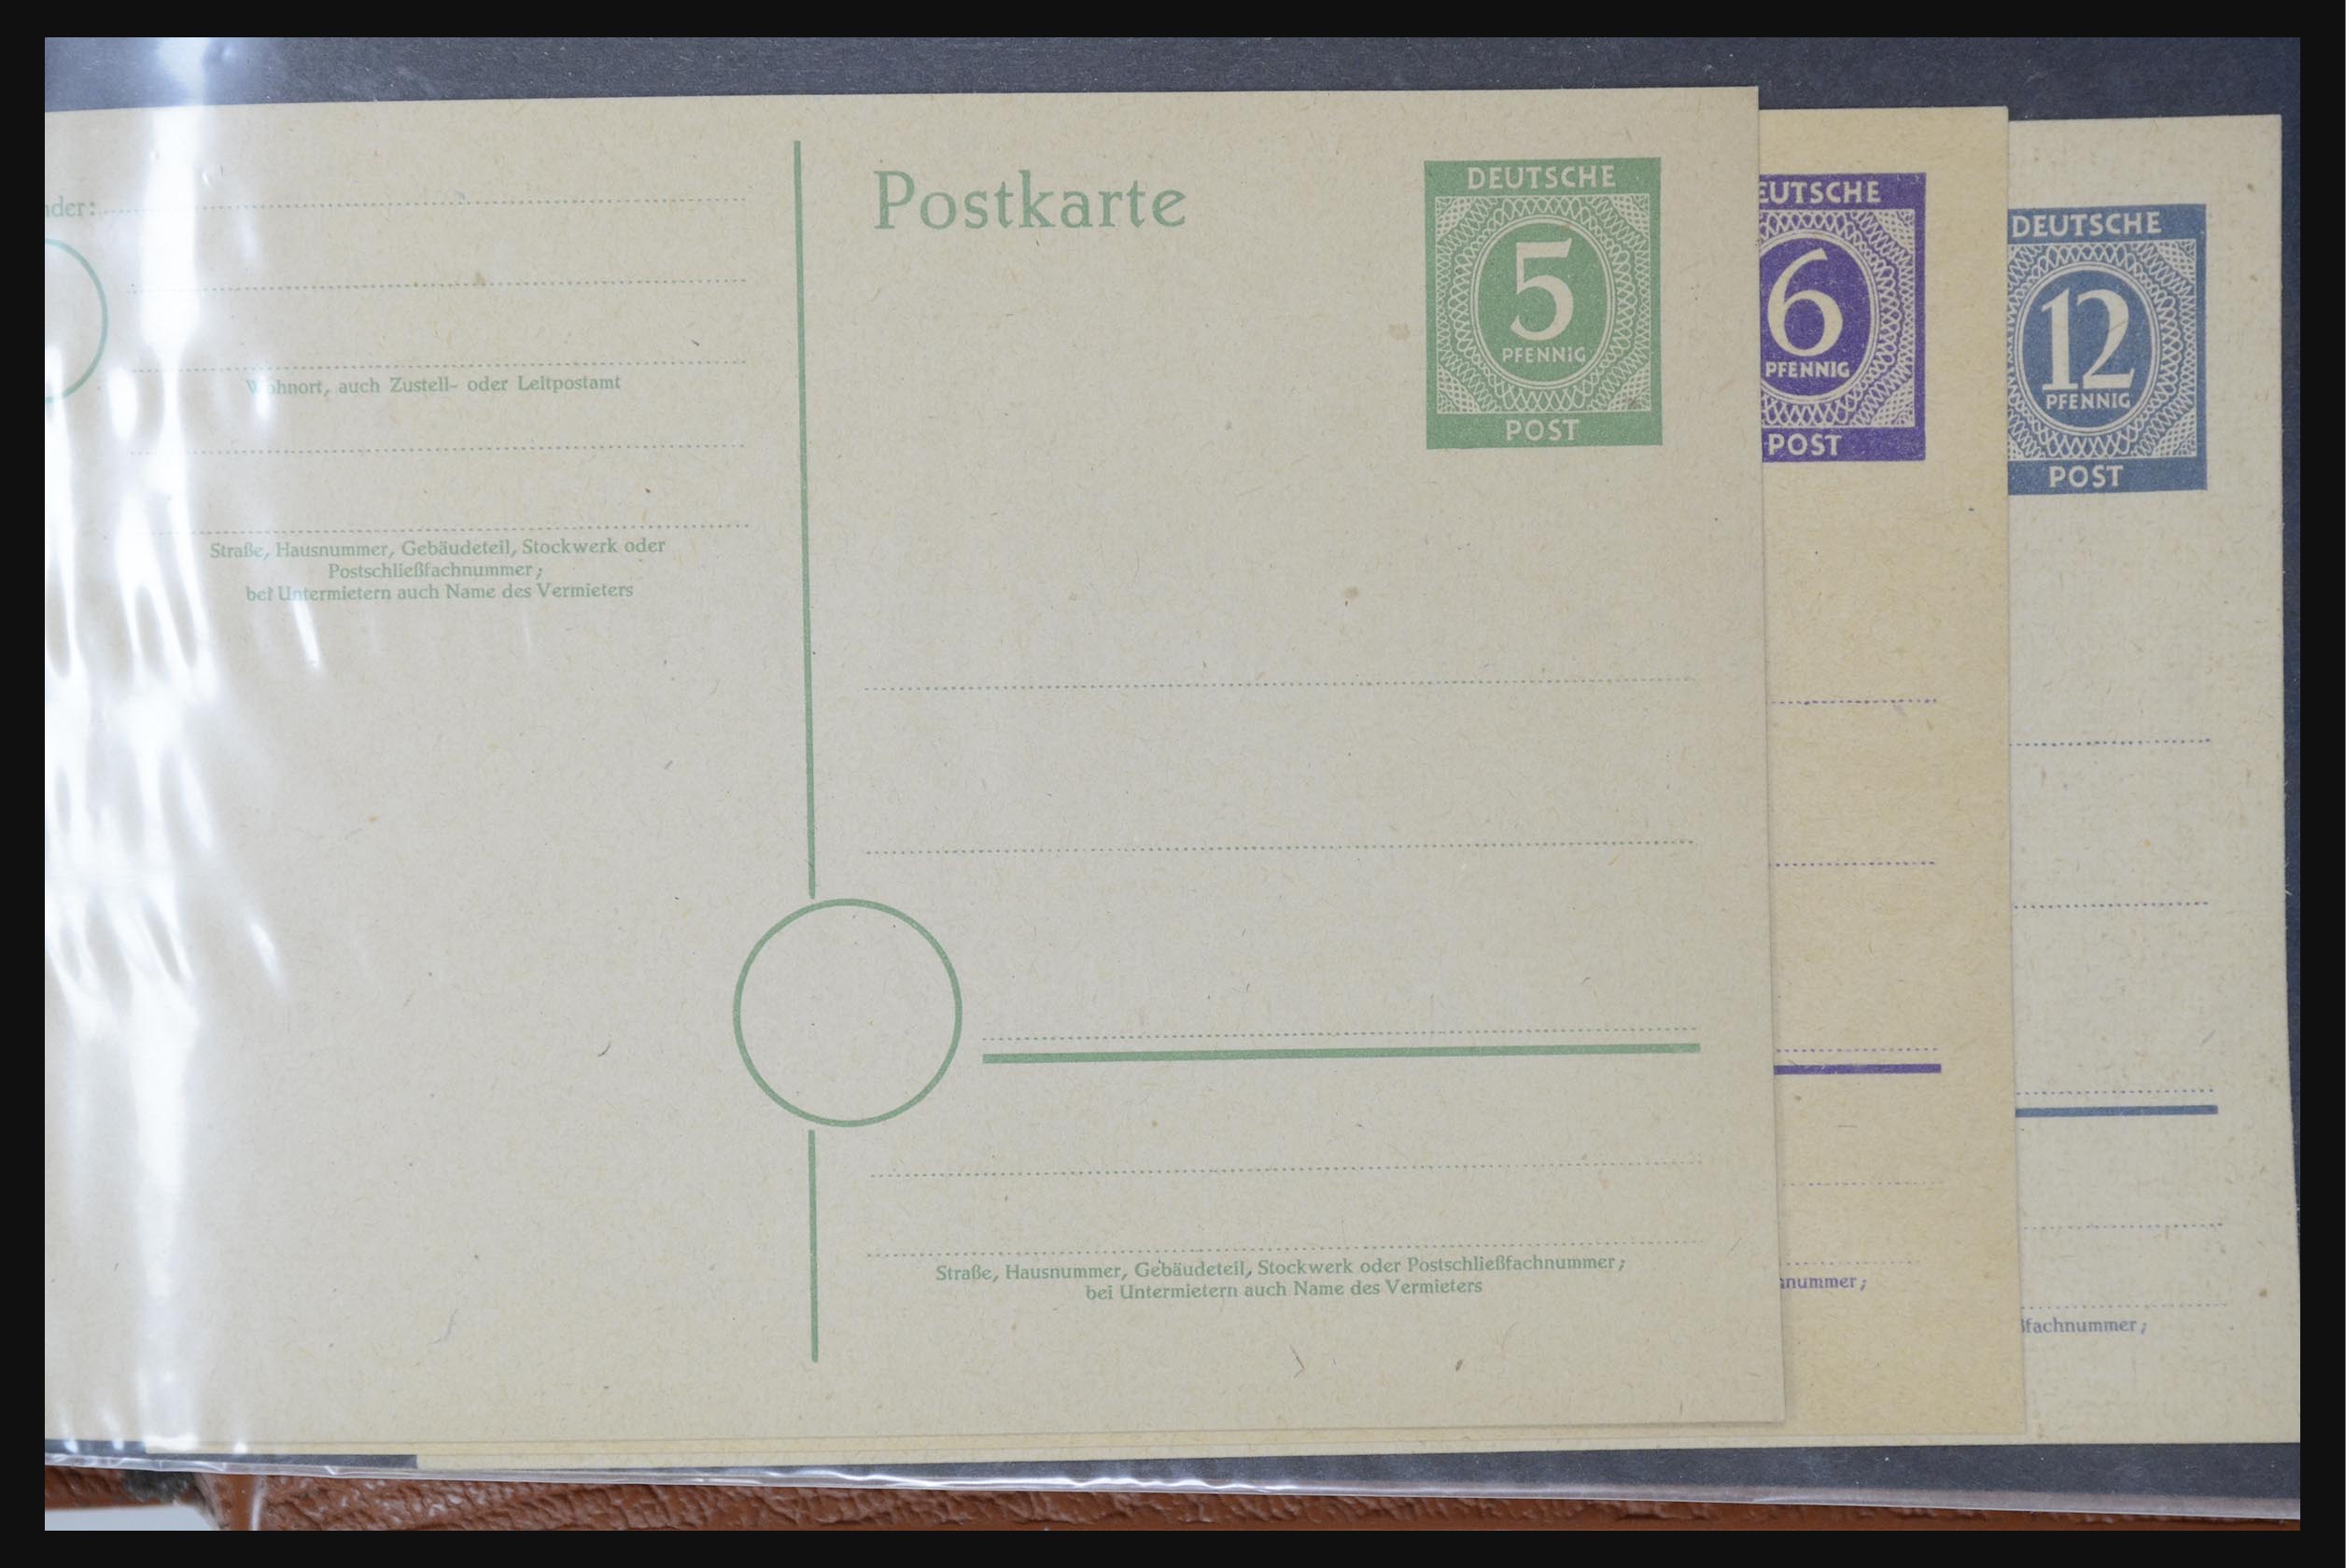 Postkarte
DEUTSCHE
5
PFENNIG
POST
Wohnort, auch Zustell- oder Leitpostamt
Straße, Hausnummer, Gebäudeteil, Stockwerk oder
Postschließfachnummer;
bei Untermietern auch Name des Vermieters
Straße, Hausnummer, Gebäudeteil, Stockwerk oder Postschließfachnummer;
bei Untermietern auch Name des Vermieters
EUTSCHE
6
PFENNIG
POST
nummer;
DEUTSCHE
12
PFENNIG
POST
fachnummer;